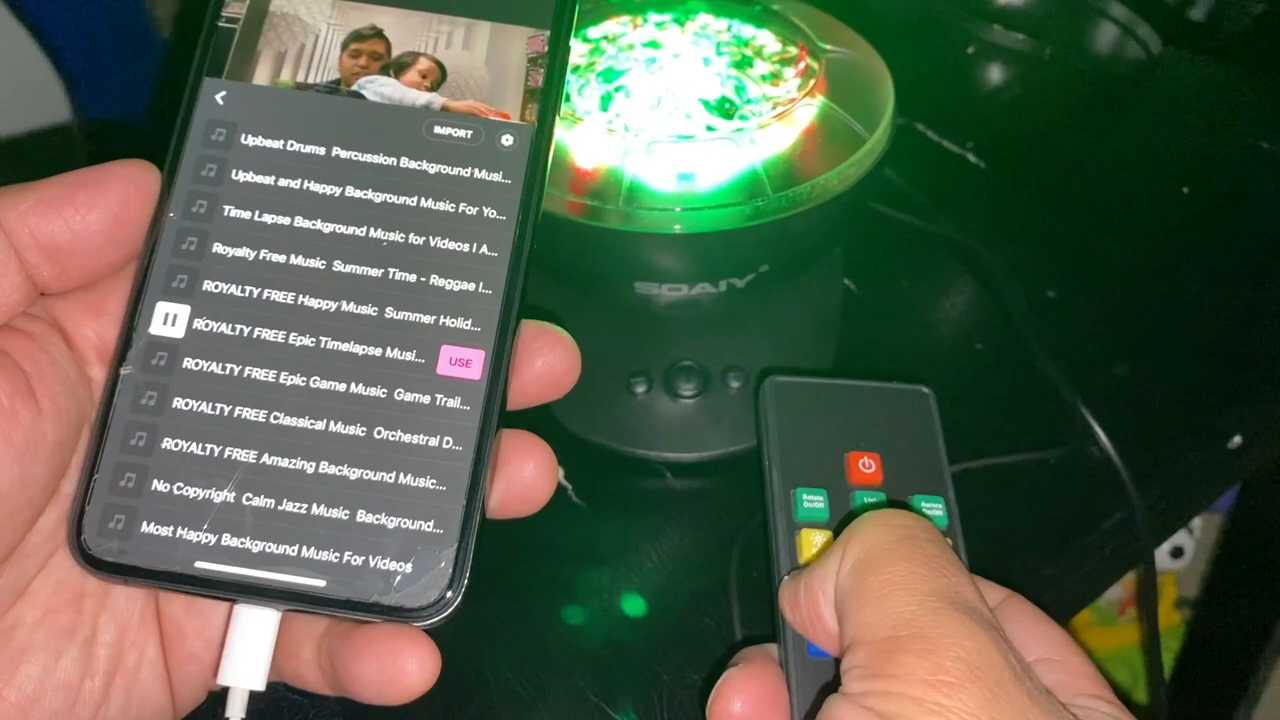 IMPORT
Upbeat Drums Percussion Background Musi...
Upbeat and Happy Background Music For Yo...
Time Lapse Background Music for Videos I A...
Royalty Free Music Summer Time - Reggae I...
ROYALTY FREE Happy Music Summer Holid...
ROYALTY FREE Epic Timelapse Musi...
USE
ROYALTY FREE Epic Game Music Game Trail...
ROYALTY FREE Classical Music Orchestral D...
ROYALTY FREE Amazing Background Music...
No Copyright Calm Jazz Music Background...
Most Happy Background Music For Videos
SOAIY
Rotate
On/Off
Aurora
On/Off